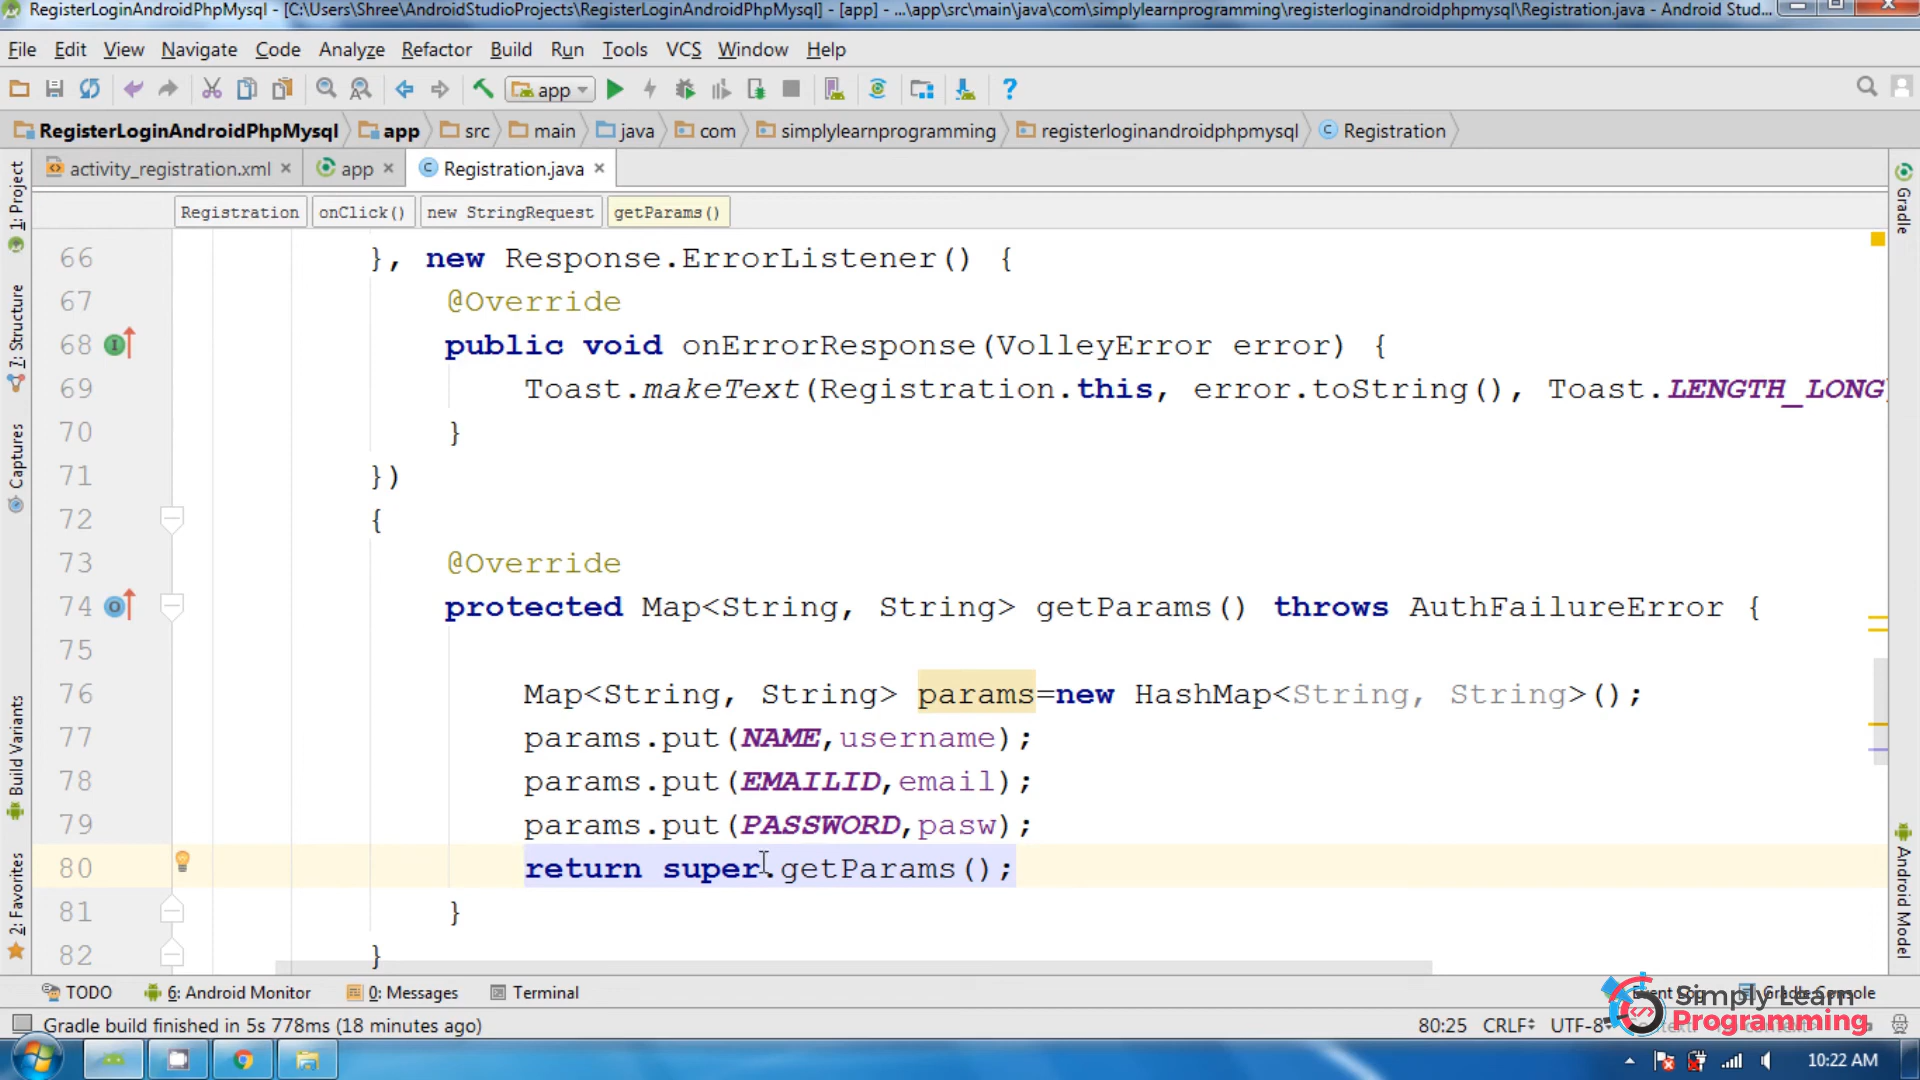 RegisterLoginAndroidPhpMysql - [C:\Users\Shree\AndroidStudioProjects\RegisterLoginAndroidPhpMysql] - [app] - ...\app\src\main\java\com\simplylearnprogramming\registerloginandroidphpmysql\Registration.java - Android Stud...
File Edit View Navigate Code Analyze Refactor Build Run Tools VCS Window Help
app
RegisterLoginAndroidPhpMysql app src main java com simplylearnprogramming registerloginandroidphpmysql Registration
activity_registration.xml app Registration.java
Registration onClick() new StringRequest getParams()
1: Project
7: Structure
Captures
Build Variants
2: Favorites
66 }, new Response.ErrorListener() {
67 @Override
68 public void onErrorResponse(VolleyError error) {
69 Toast.makeText(Registration.this, error.toString(), Toast.LENGTH_LONG
70 }
71 })
72 {
73 @Override
74 protected Map<String, String> getParams() throws AuthFailureError {
75
76 Map<String, String> params=new HashMap<String, String>();
77 params.put(NAME,username);
78 params.put(EMAILID,email);
79 params.put(PASSWORD,pasw);
80 return super.getParams();
81 }
82 }
Gradle
Android Model
TODO 6: Android Monitor 0: Messages Terminal Gradle Console
Simply Learn
Programming
Gradle build finished in 5s 778ms (18 minutes ago) 80:25 CRLF UTF-8
10:22 AM